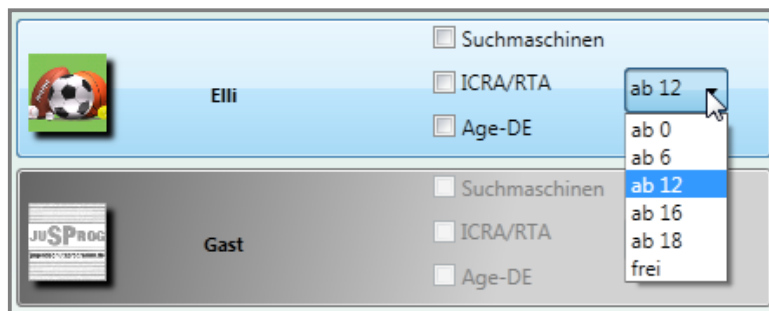 Suchmaschinen
Elli
ICRA/RTA
ab 12
Age-DE
ab 0
ab 6
ab 12
ab 16
ab 18
frei
Suchmaschinen
JUSPROG
Gast
ICRA/RTA
Age-DE